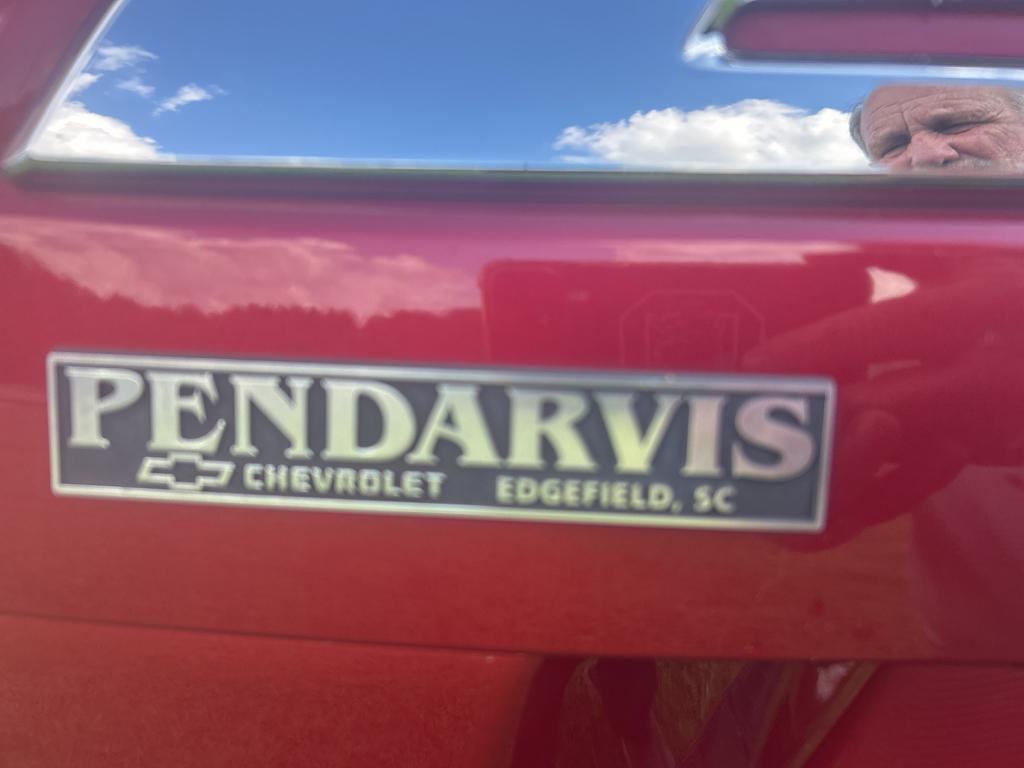 PENDARVIS
CHEVROLET EDGEFIELD, SC